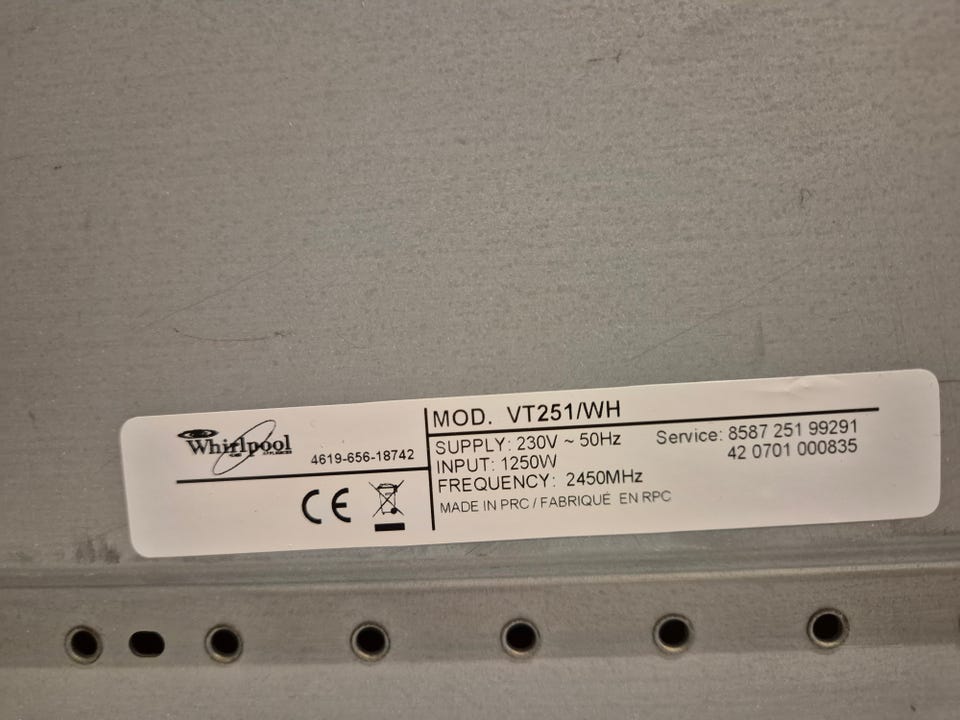 Whirlpool
4619-656-18742
CE
MOD. VT251/WH
SUPPLY: 230V ~ 50Hz
INPUT: 1250W
FREQUENCY: 2450MHz
MADE IN PRC / FABRIQUÉ EN RPC
Service: 8587 251 99291
42 0701 000835